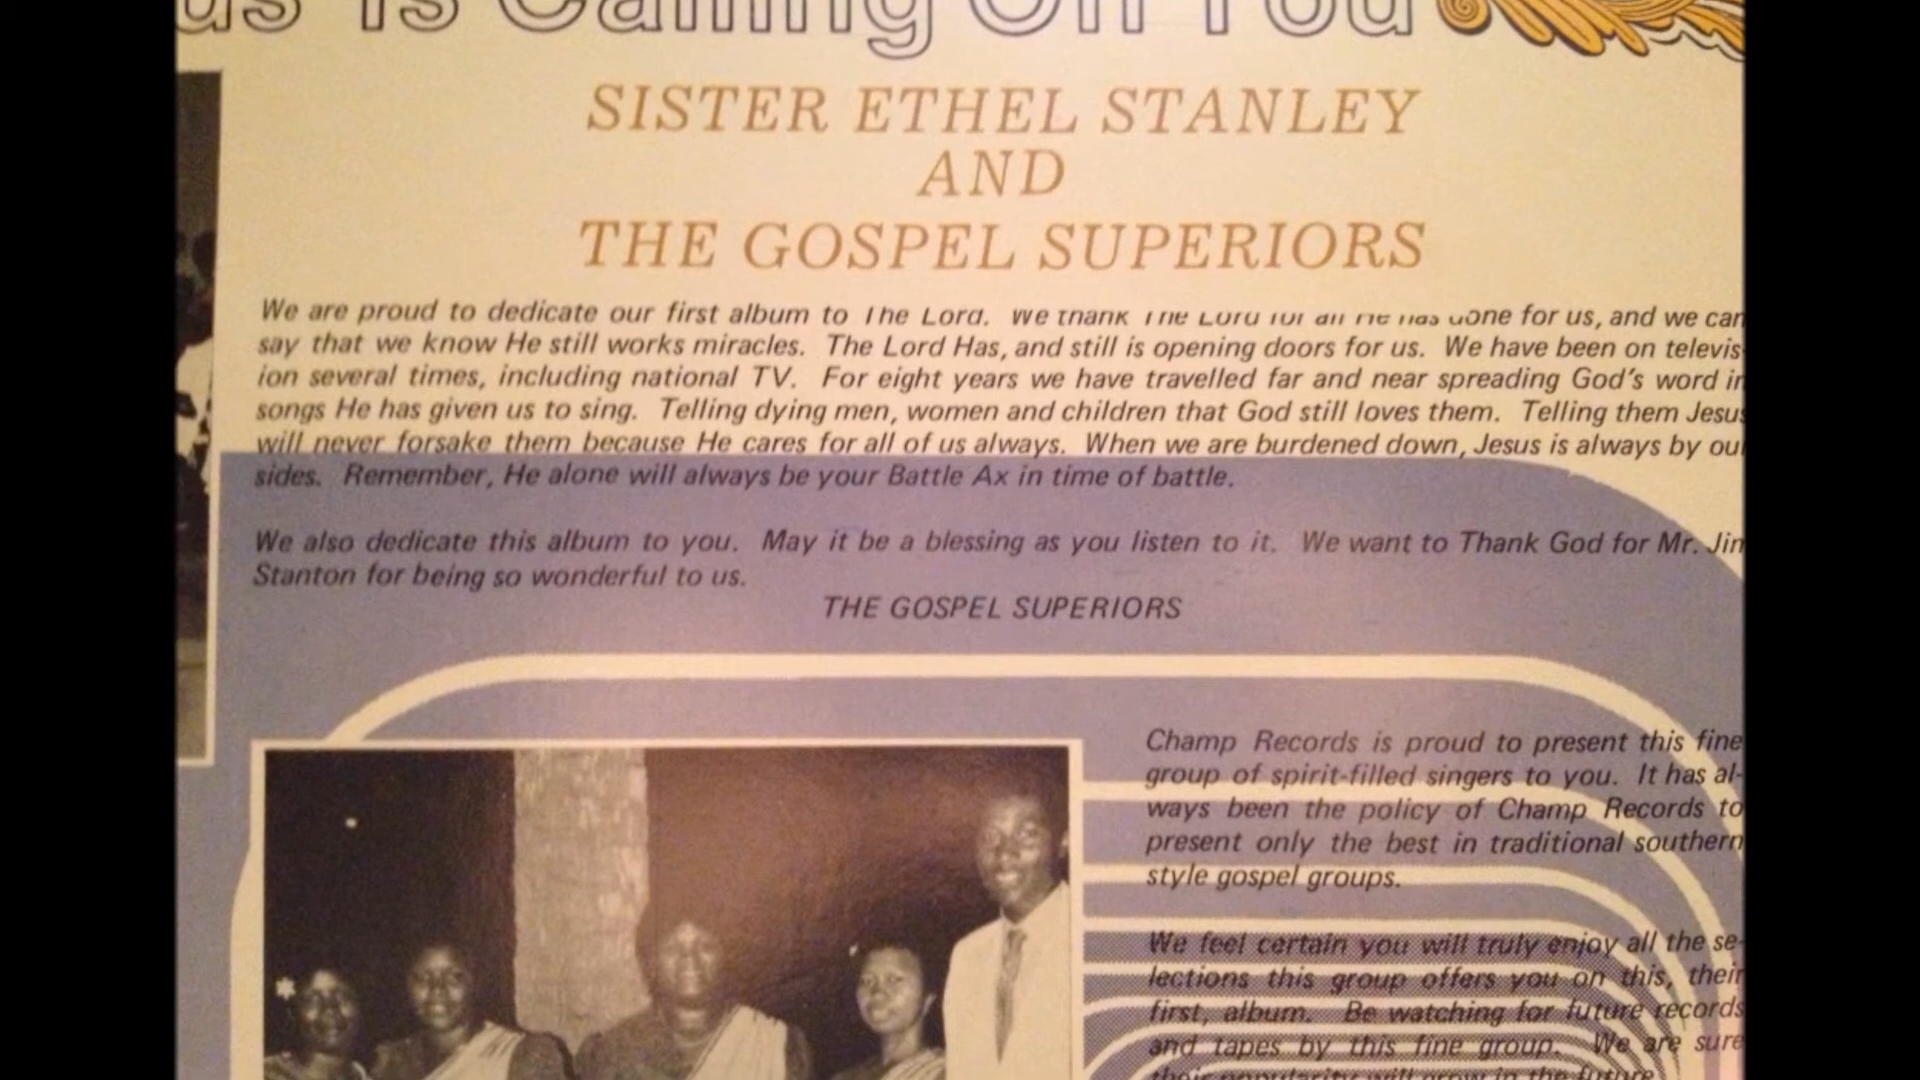 us Is Calling On You
SISTER ETHEL STANLEY
AND
THE GOSPEL SUPERIORS
We are proud to dedicate our first album to The Lord. We thank The Lord for all He has done for us, and we can
say that we know He still works miracles. The Lord Has, and still is opening doors for us. We have been on televis-
ion several times, including national TV. For eight years we have travelled far and near spreading God's word in
songs He has given us to sing. Telling dying men, women and children that God still loves them. Telling them Jesus
will never forsake them because He cares for all of us always. When we are burdened down, Jesus is always by our
sides. Remember, He alone will always be your Battle Ax in time of battle.
We also dedicate this album to you. May it be a blessing as you listen to it. We want to Thank God for Mr. Jim
Stanton for being so wonderful to us.
THE GOSPEL SUPERIORS
Champ Records is proud to present this fine
group of spirit-filled singers to you. It has al-
ways been the policy of Champ Records to
present only the best in traditional southern
style gospel groups.
We feel certain you will truly enjoy all the se-
lections this group offers you on this, their
first, album. Be watching for future records
and tapes by this fine group. We are sure
their popularity will grow in the future.